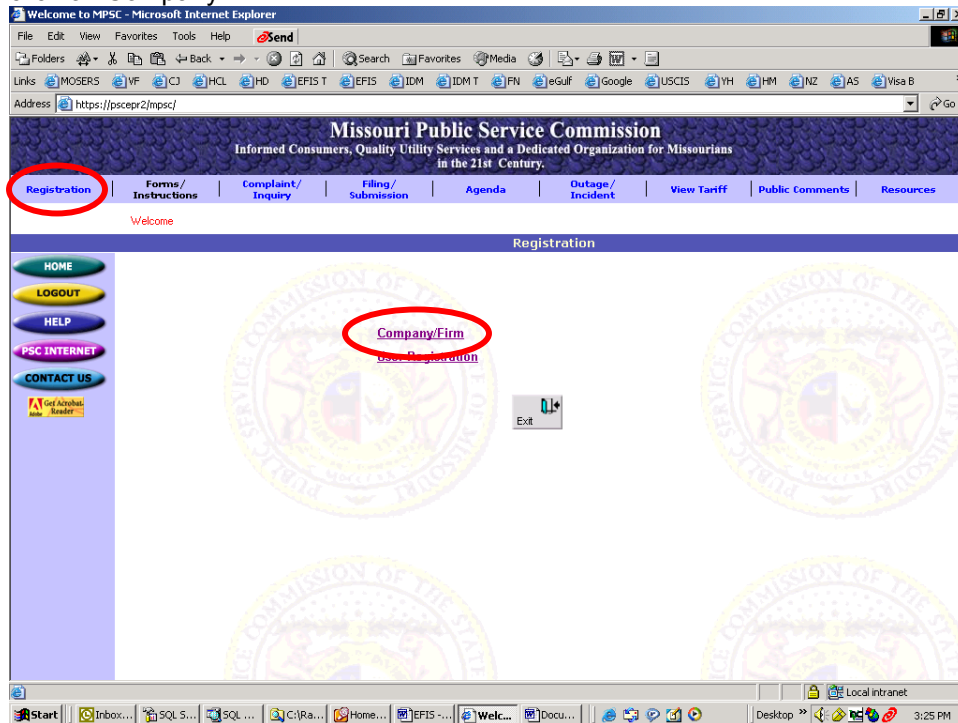 Welcome to MPSC - Microsoft Internet Explorer
File Edit View Favorites Tools Help Send
Folders Back Search Favorites Media
Links MOSERS VF CJ HCL HD EFIS T EFIS IDM IDM T FN eGulf Google USCIS YH HM NZ AS Visa B
Address https://pscepr2/mpsc/ Go
Missouri Public Service Commission
Informed Consumers, Quality Utility Services and a Dedicated Organization for Missourians
in the 21st Century.
Registration | Forms/ Instructions | Complaint/ Inquiry | Filing/ Submission | Agenda | Outage/ Incident | View Tariff | Public Comments | Resources
Welcome
Registration
HOME
LOGOUT
HELP
PSC INTERNET
CONTACT US
Get Acrobat Reader
Adobe
Company/Firm
User Registration
Exit
Local intranet
Start Inbox... SQL S... SQL ... C:\Ra... Home... EFIS -... Welc... Docu... Desktop » 3:25 PM